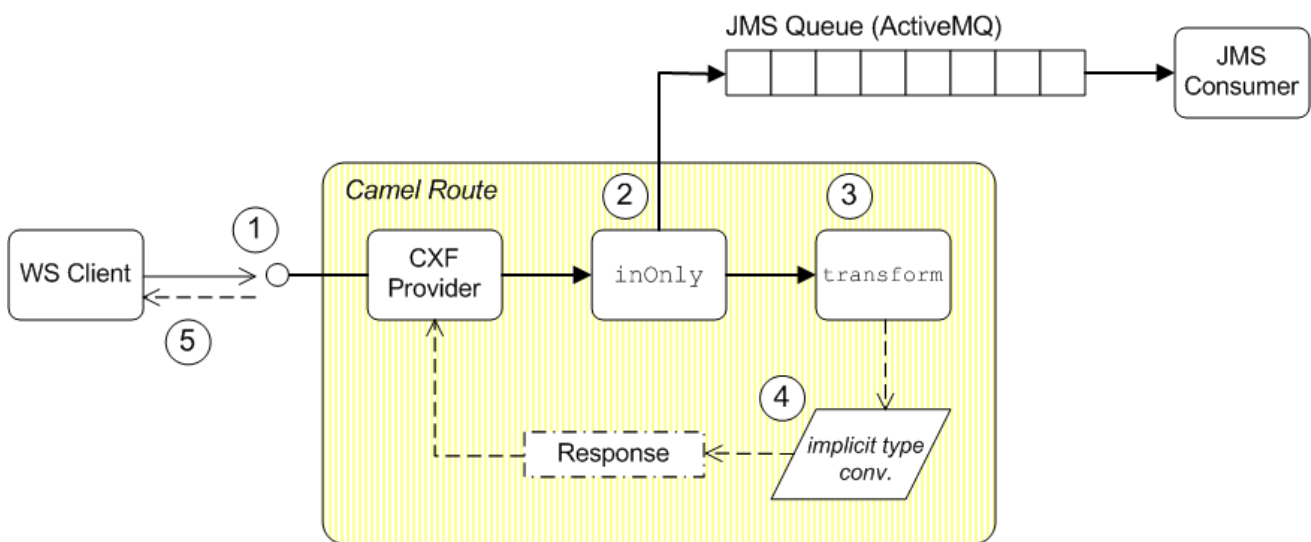 JMS Queue (ActiveMQ)
JMS
Consumer
Camel Route
2
3
1
WS Client
CXF
Provider
inOnly
transform
5
4
Response
implicit type
conv.